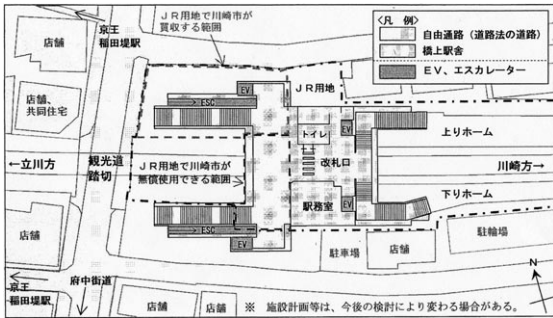 京王
稲田堤駅
店舗
JR用地で川崎市が
買収する範囲
<凡 例>
自由通路(道路法の道路)
橋上駅舎
EV、エスカレーター
店舗、
共同住宅
EV
JR用地
ESC
トイレ
EV
上りホーム
←立川方
観光道
踏切
JR用地で川崎市が
無償使用できる範囲
改札口
川崎方→
駅務室
EV
下りホーム
店舗
ESC
EV
駐車場
店舗
駐輪場
京王
稲田堤駅
府中街道
店舗
店舗
N
※ 施設計画等は、今後の検討により変わる場合がある。